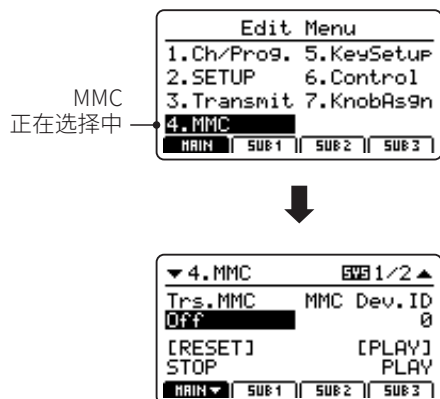 Edit Menu
1.Ch/Prog. 5.KeySetup
2.SETUP 6.Control
3.Transmit 7.KnobAsgn
4.MMC
MAIN SUB1 SUB2 SUB3
MMC
正在选择中
▼4.MMC SYS 1/2▲
Trs.MMC MMC Dev.ID
Off 0
[RESET] [PLAY]
STOP PLAY
MAIN▼ SUB1 SUB2 SUB3